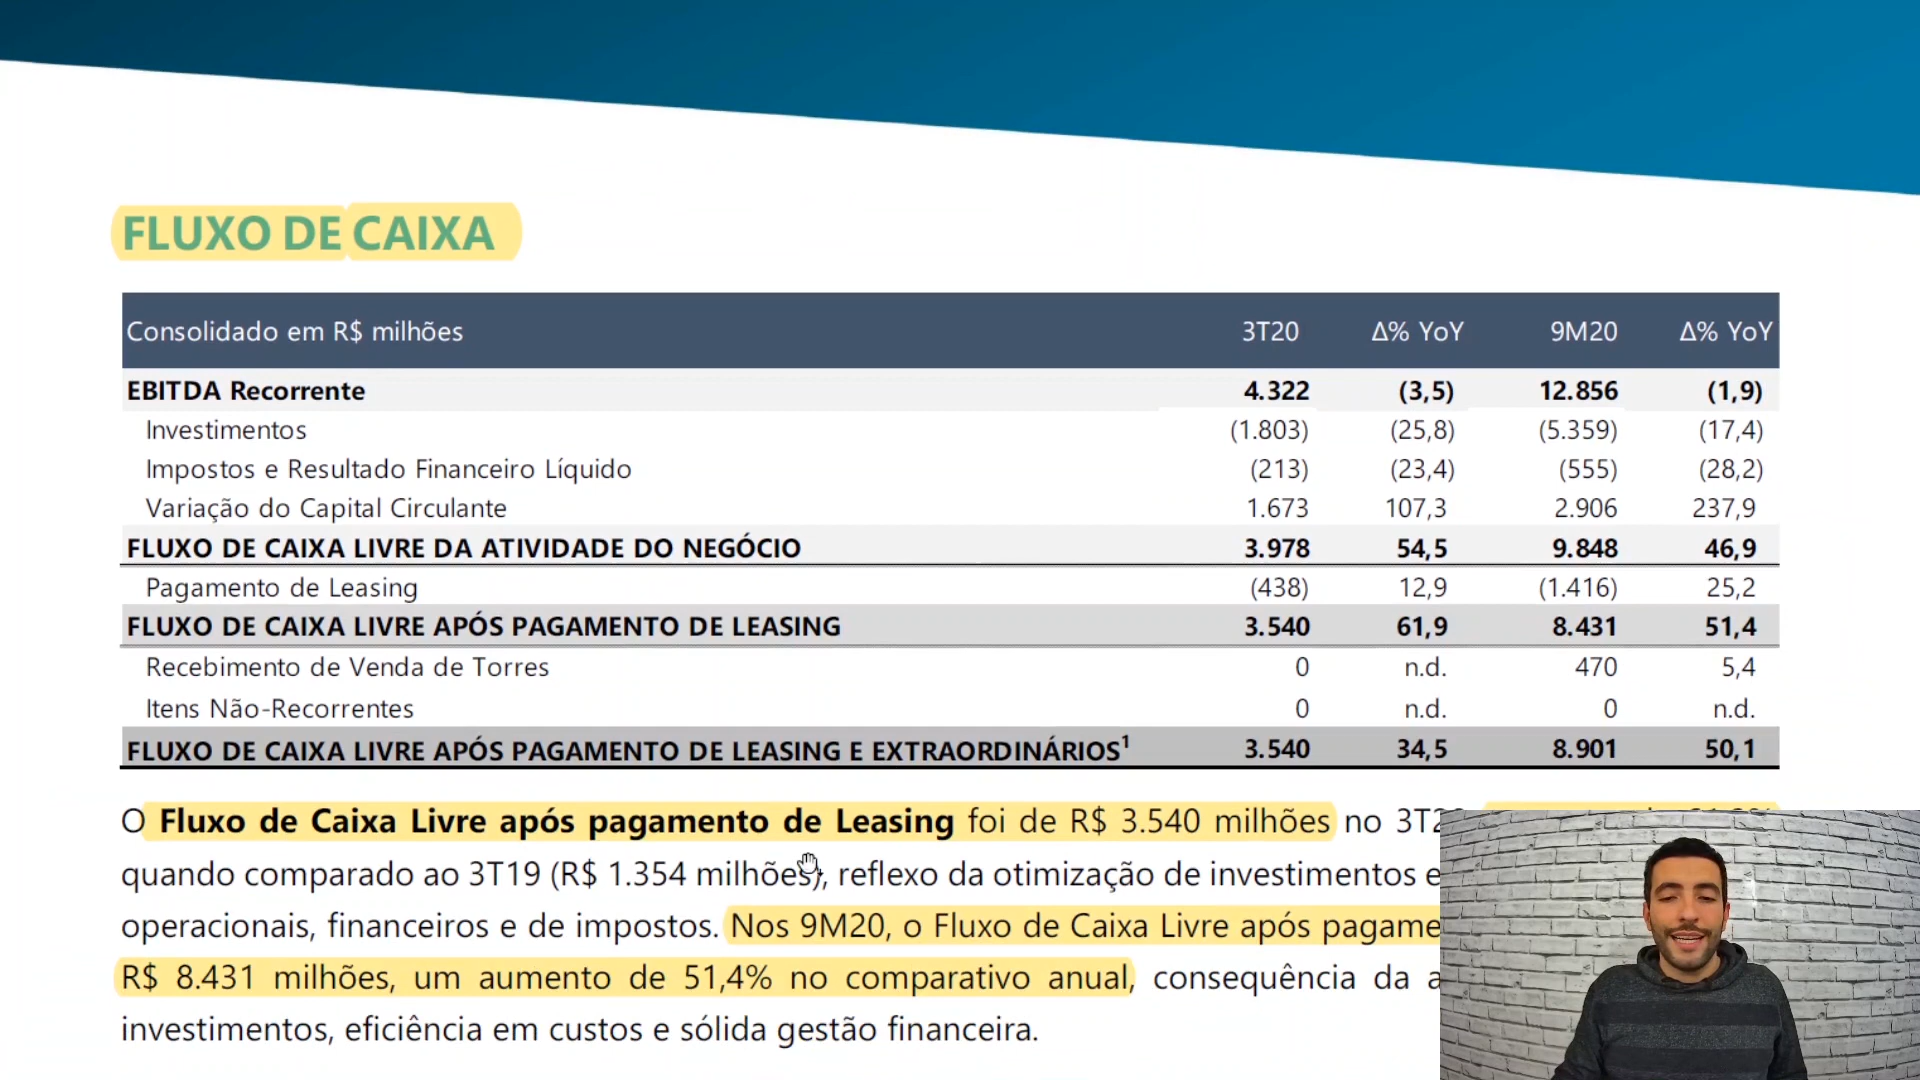 FLUXO DE CAIXA
Consolidado em R$ milhões 3T20 Δ% YoY 9M20 Δ% YoY
EBITDA Recorrente 4.322 (3,5) 12.856 (1,9)
Investimentos (1.803) (25,8) (5.359) (17,4)
Impostos e Resultado Financeiro Líquido (213) (23,4) (555) (28,2)
Variação do Capital Circulante 1.673 107,3 2.906 237,9
FLUXO DE CAIXA LIVRE DA ATIVIDADE DO NEGÓCIO 3.978 54,5 9.848 46,9
Pagamento de Leasing (438) 12,9 (1.416) 25,2
FLUXO DE CAIXA LIVRE APÓS PAGAMENTO DE LEASING 3.540 61,9 8.431 51,4
Recebimento de Venda de Torres 0 n.d. 470 5,4
Itens Não-Recorrentes 0 n.d. 0 n.d.
FLUXO DE CAIXA LIVRE APÓS PAGAMENTO DE LEASING E EXTRAORDINÁRIOS¹ 3.540 34,5 8.901 50,1
O Fluxo de Caixa Livre após pagamento de Leasing foi de R$ 3.540 milhões no
quando comparado ao 3T19 (R$ 1.354 milhões), reflexo da otimização de investimentos e
operacionais, financeiros e de impostos. Nos 9M20, o Fluxo de Caixa Livre após
R$ 8.431 milhões, um aumento de 51,4% no comparativo anual, consequência da
investimentos, eficiência em custos e sólida gestão financeira.